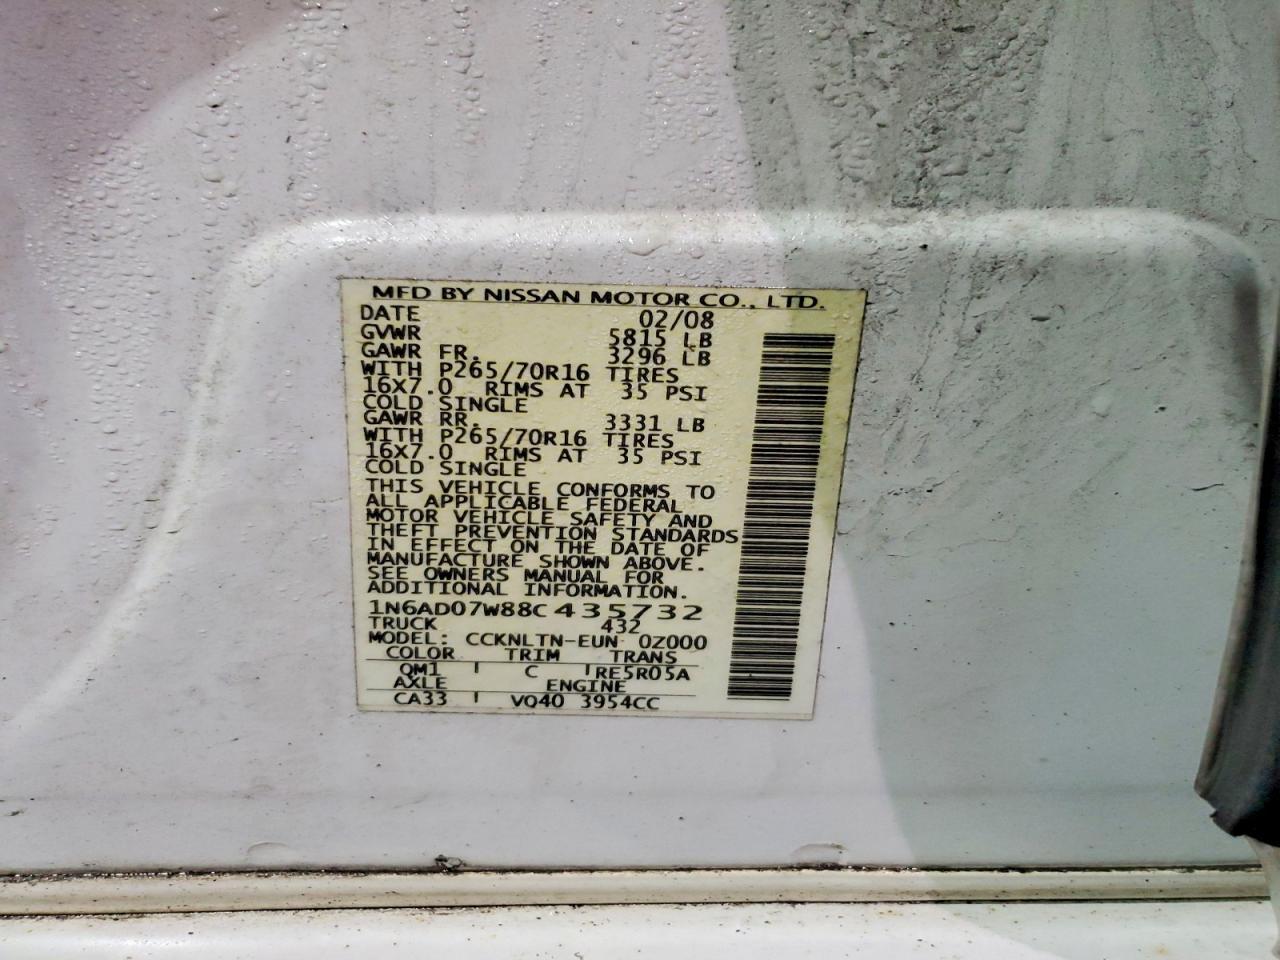 MFD BY NISSAN MOTOR CO., LTD.
DATE 02/08
GVWR 5815 LB
GAWR FR. 3296 LB
WITH P265/70R16 TIRES
16X7.0 RIMS AT 35 PSI
COLD SINGLE
GAWR RR. 3331 LB
WITH P265/70R16 TIRES
16X7.0 RIMS AT 35 PSI
COLD SINGLE
THIS VEHICLE CONFORMS TO
ALL APPLICABLE FEDERAL
MOTOR VEHICLE SAFETY AND
THEFT PREVENTION STANDARDS
IN EFFECT ON THE DATE OF
MANUFACTURE SHOWN ABOVE.
SEE OWNERS MANUAL FOR
ADDITIONAL INFORMATION.
1N6AD07W88C435732
TRUCK 432
MODEL: CCKNLTN-EUN 0Z000
COLOR TRIM TRANS
QM1 C RE5R05A
AXLE ENGINE
CA33 VQ40 3954CC